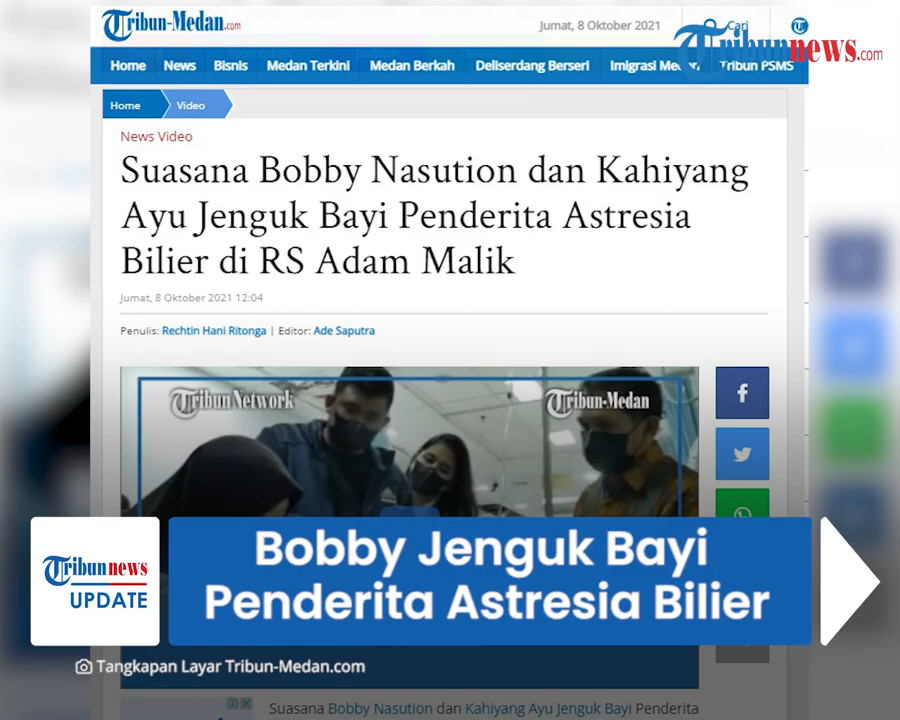 Tribun-Medan.com
Jumat, 8 Oktober 2021
Cari
Tribunnews.com
Home News Bisnis Medan Terkini Medan Berkah Deliserdang Berseri Imigrasi Tribun PSMS
Home Video
News Video
Suasana Bobby Nasution dan Kahiyang
Ayu Jenguk Bayi Penderita Astresia
Bilier di RS Adam Malik
Jumat, 8 Oktober 2021 12:04
Penulis: Rechtin Hani Ritonga | Editor: Ade Saputra
Tribun Network
Tribun-Medan
Tribunnews
UPDATE
Bobby Jenguk Bayi
Penderita Astresia Bilier
Tangkapan Layar Tribun-Medan.com
Suasana Bobby Nasution dan Kahiyang Ayu Jenguk Bayi Penderita